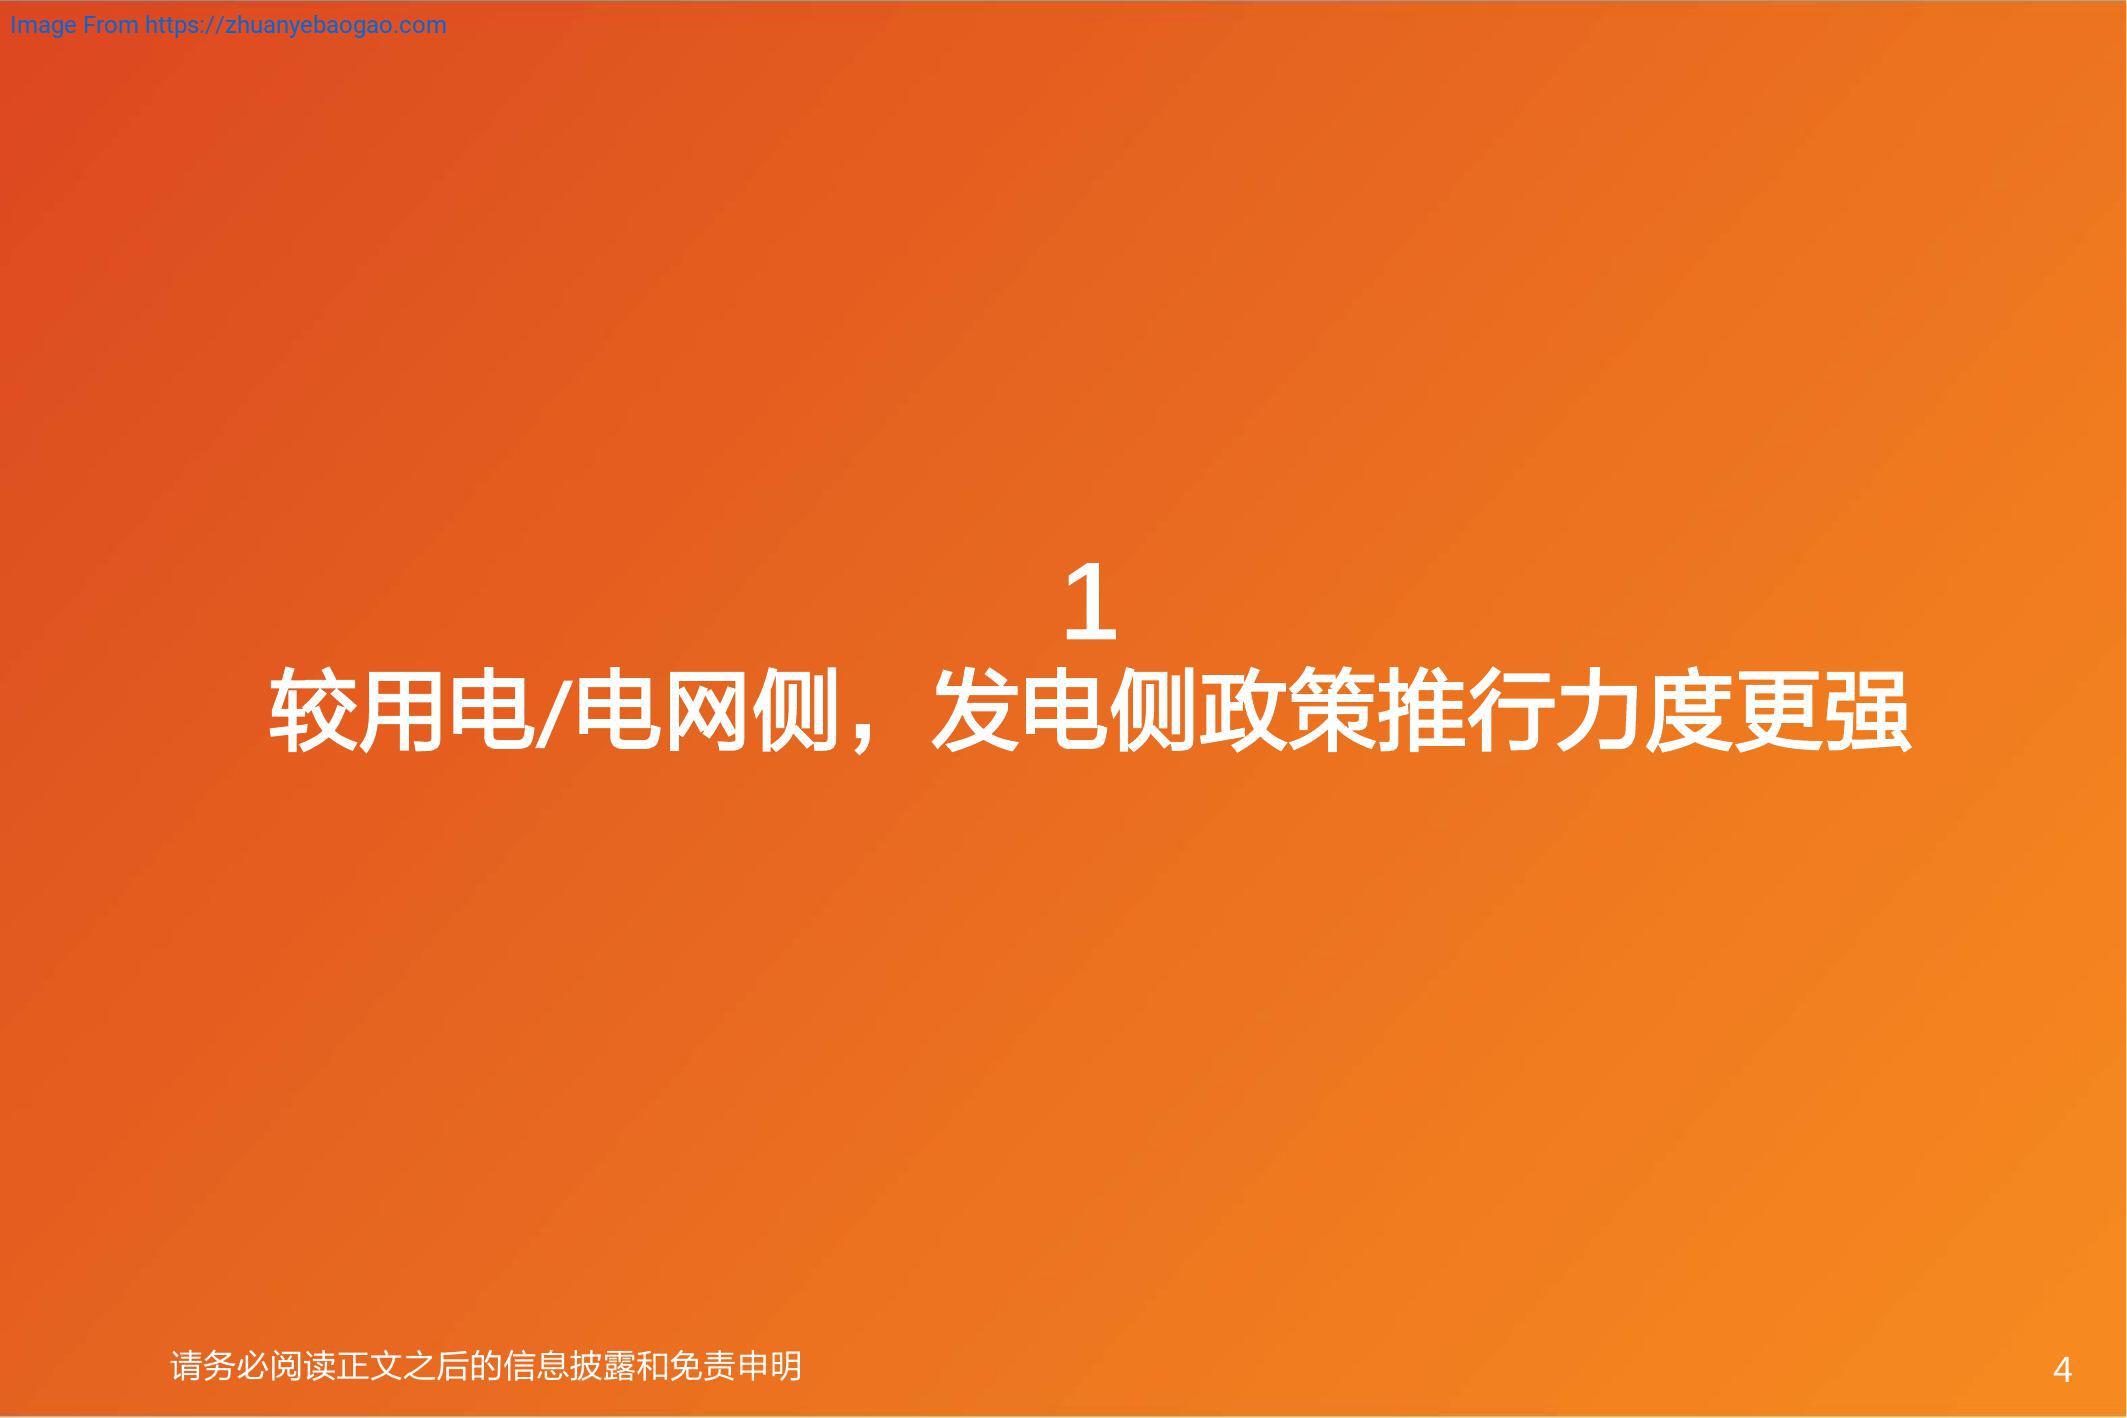 Image From https://zhuanyebaogao.com
1
较用电/电网侧，发电侧政策推行力度更强
请务必阅读正文之后的信息披露和免责申明
4